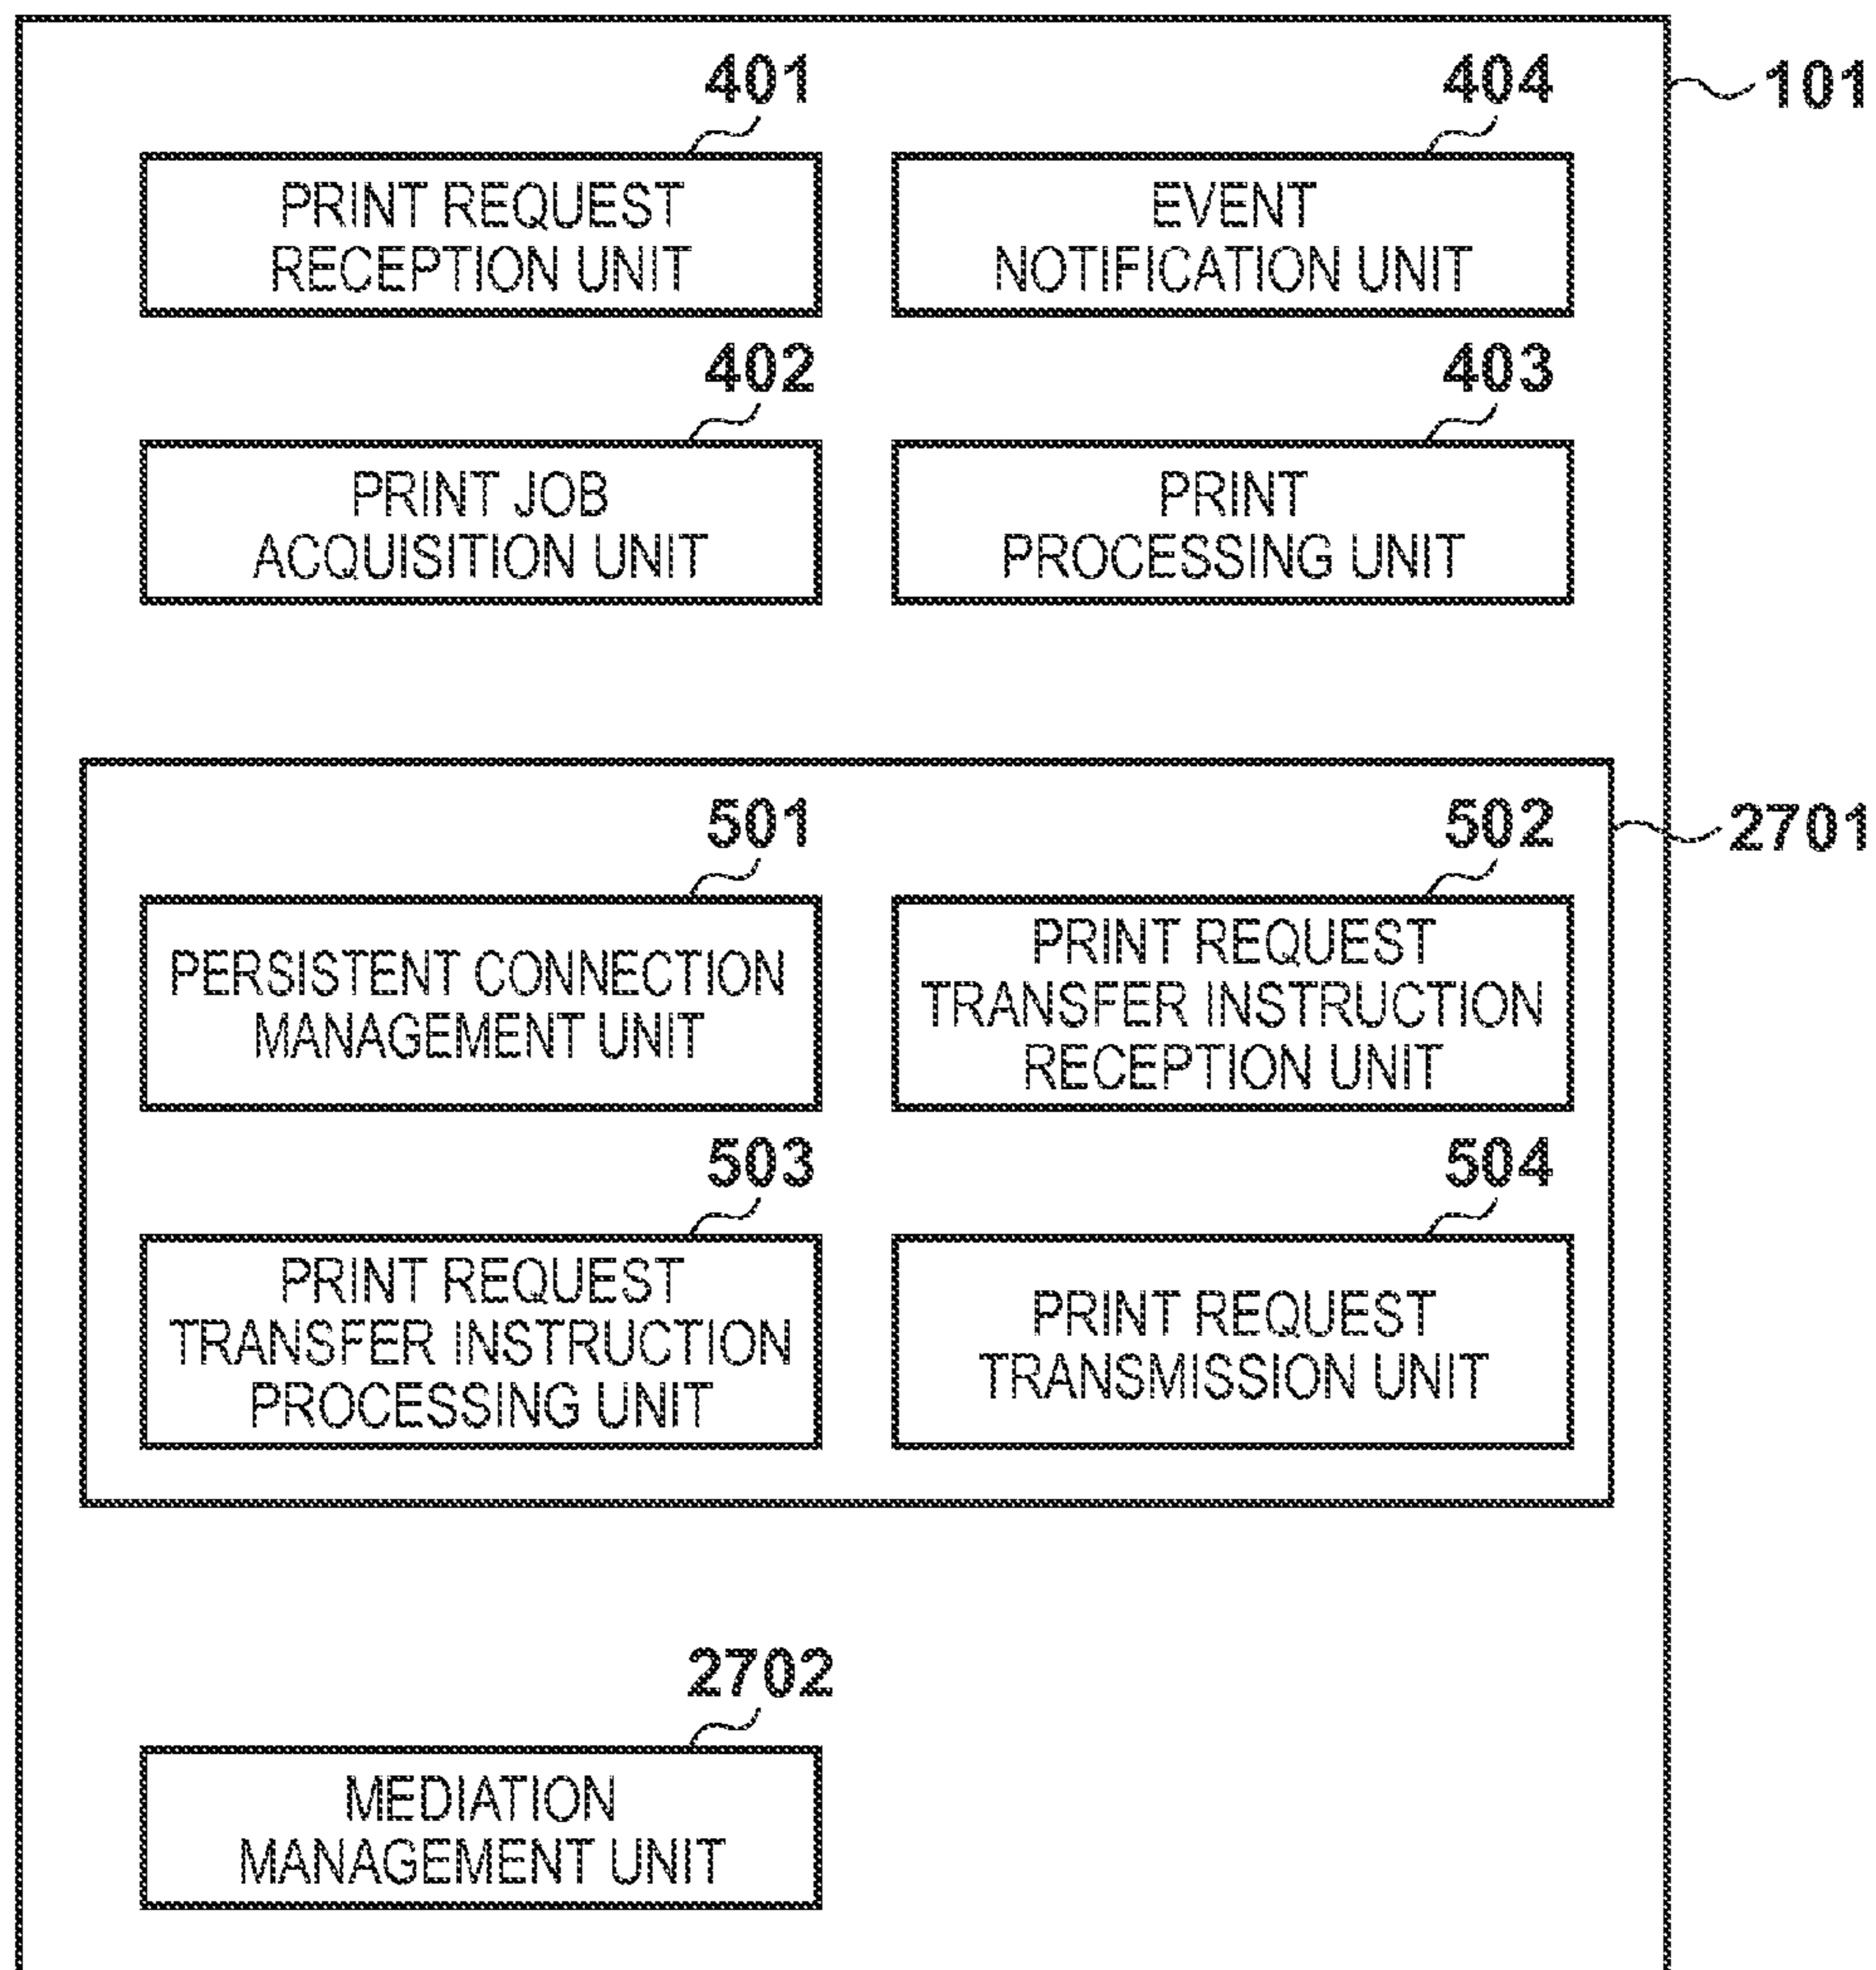 101
401
PRINT REQUEST
RECEPTION UNIT
404
EVENT
NOTIFICATION UNIT
402
PRINT JOB
ACQUISITION UNIT
403
PRINT
PROCESSING UNIT
2701
501
PERSISTENT CONNECTION
MANAGEMENT UNIT
502
PRINT REQUEST
TRANSFER INSTRUCTION
RECEPTION UNIT
503
PRINT REQUEST
TRANSFER INSTRUCTION
PROCESSING UNIT
504
PRINT REQUEST
TRANSMISSION UNIT
2702
MEDIATION
MANAGEMENT UNIT